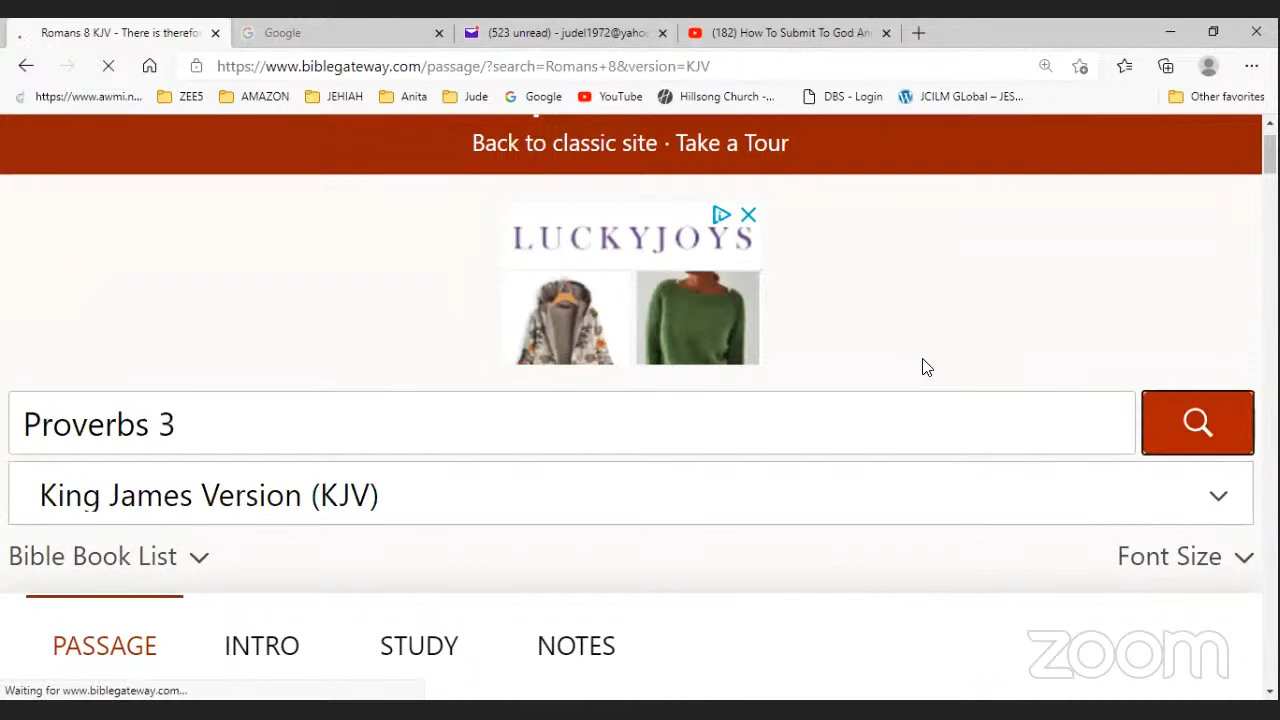 Romans 8 KJV - There is therefo
Google
(523 unread) - judel1972@yaho
(182) How To Submit To God An
https://www.biblegateway.com/passage/?search=Romans+8&version=KJV
https://www.awmi.n...
ZEE5
AMAZON
JEHIAH
Anita
Jude
Google
YouTube
Hillsong Church -...
DBS - Login
JCILM GLobal – JES...
Other favorites
Back to classic site · Take a Tour
LUCKYJOYS
Proverbs 3
King James Version (KJV)
Bible Book List
Font Size
PASSAGE
INTRO
STUDY
NOTES
zoom
Waiting for www.biblegateway.com...